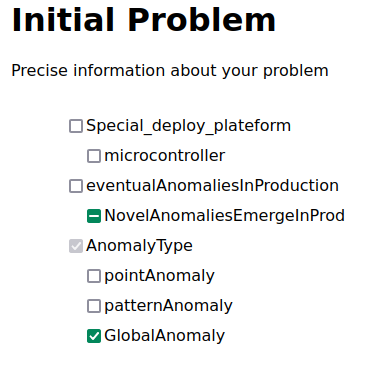 Initial Problem
Precise information about your problem
Special_deploy_plateform
microcontroller
eventualAnomaliesInProduction
NovelAnomaliesEmergeInProd
AnomalyType
pointAnomaly
patternAnomaly
GlobalAnomaly